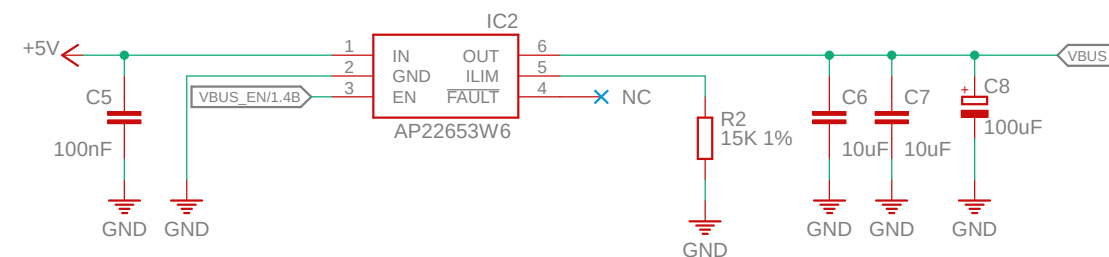 IC2
+5V
1
IN
OUT
6
2
GND
ILIM
5
VBUS_EN/1.4B
3
EN
FAULT
4
NC
VBUS
AP22653W6
C5
100nF
R2
15K 1%
C6
10uF
C7
10uF
+
C8
100uF
GND
GND
GND
GND
GND
GND